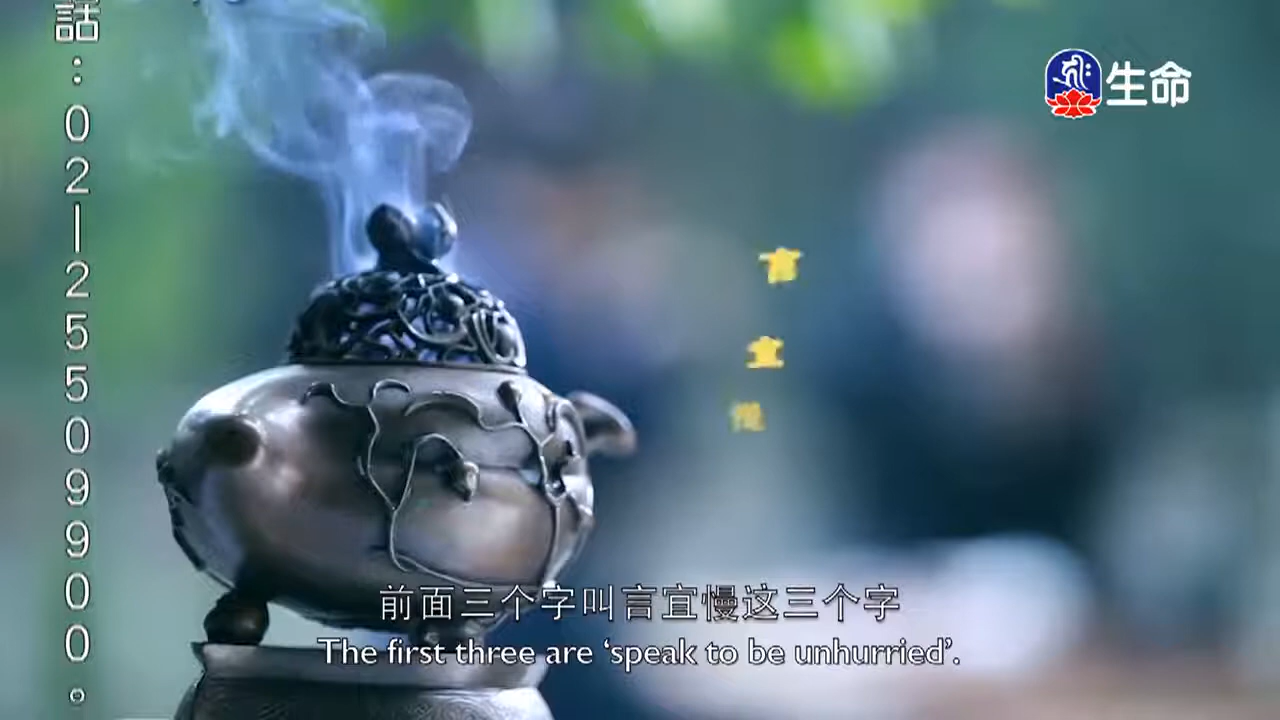 話:02-25509900。
生命
言
宜
慢
前面三个字叫言宜慢这三个字
The first three are ‘speak to be unhurried’.